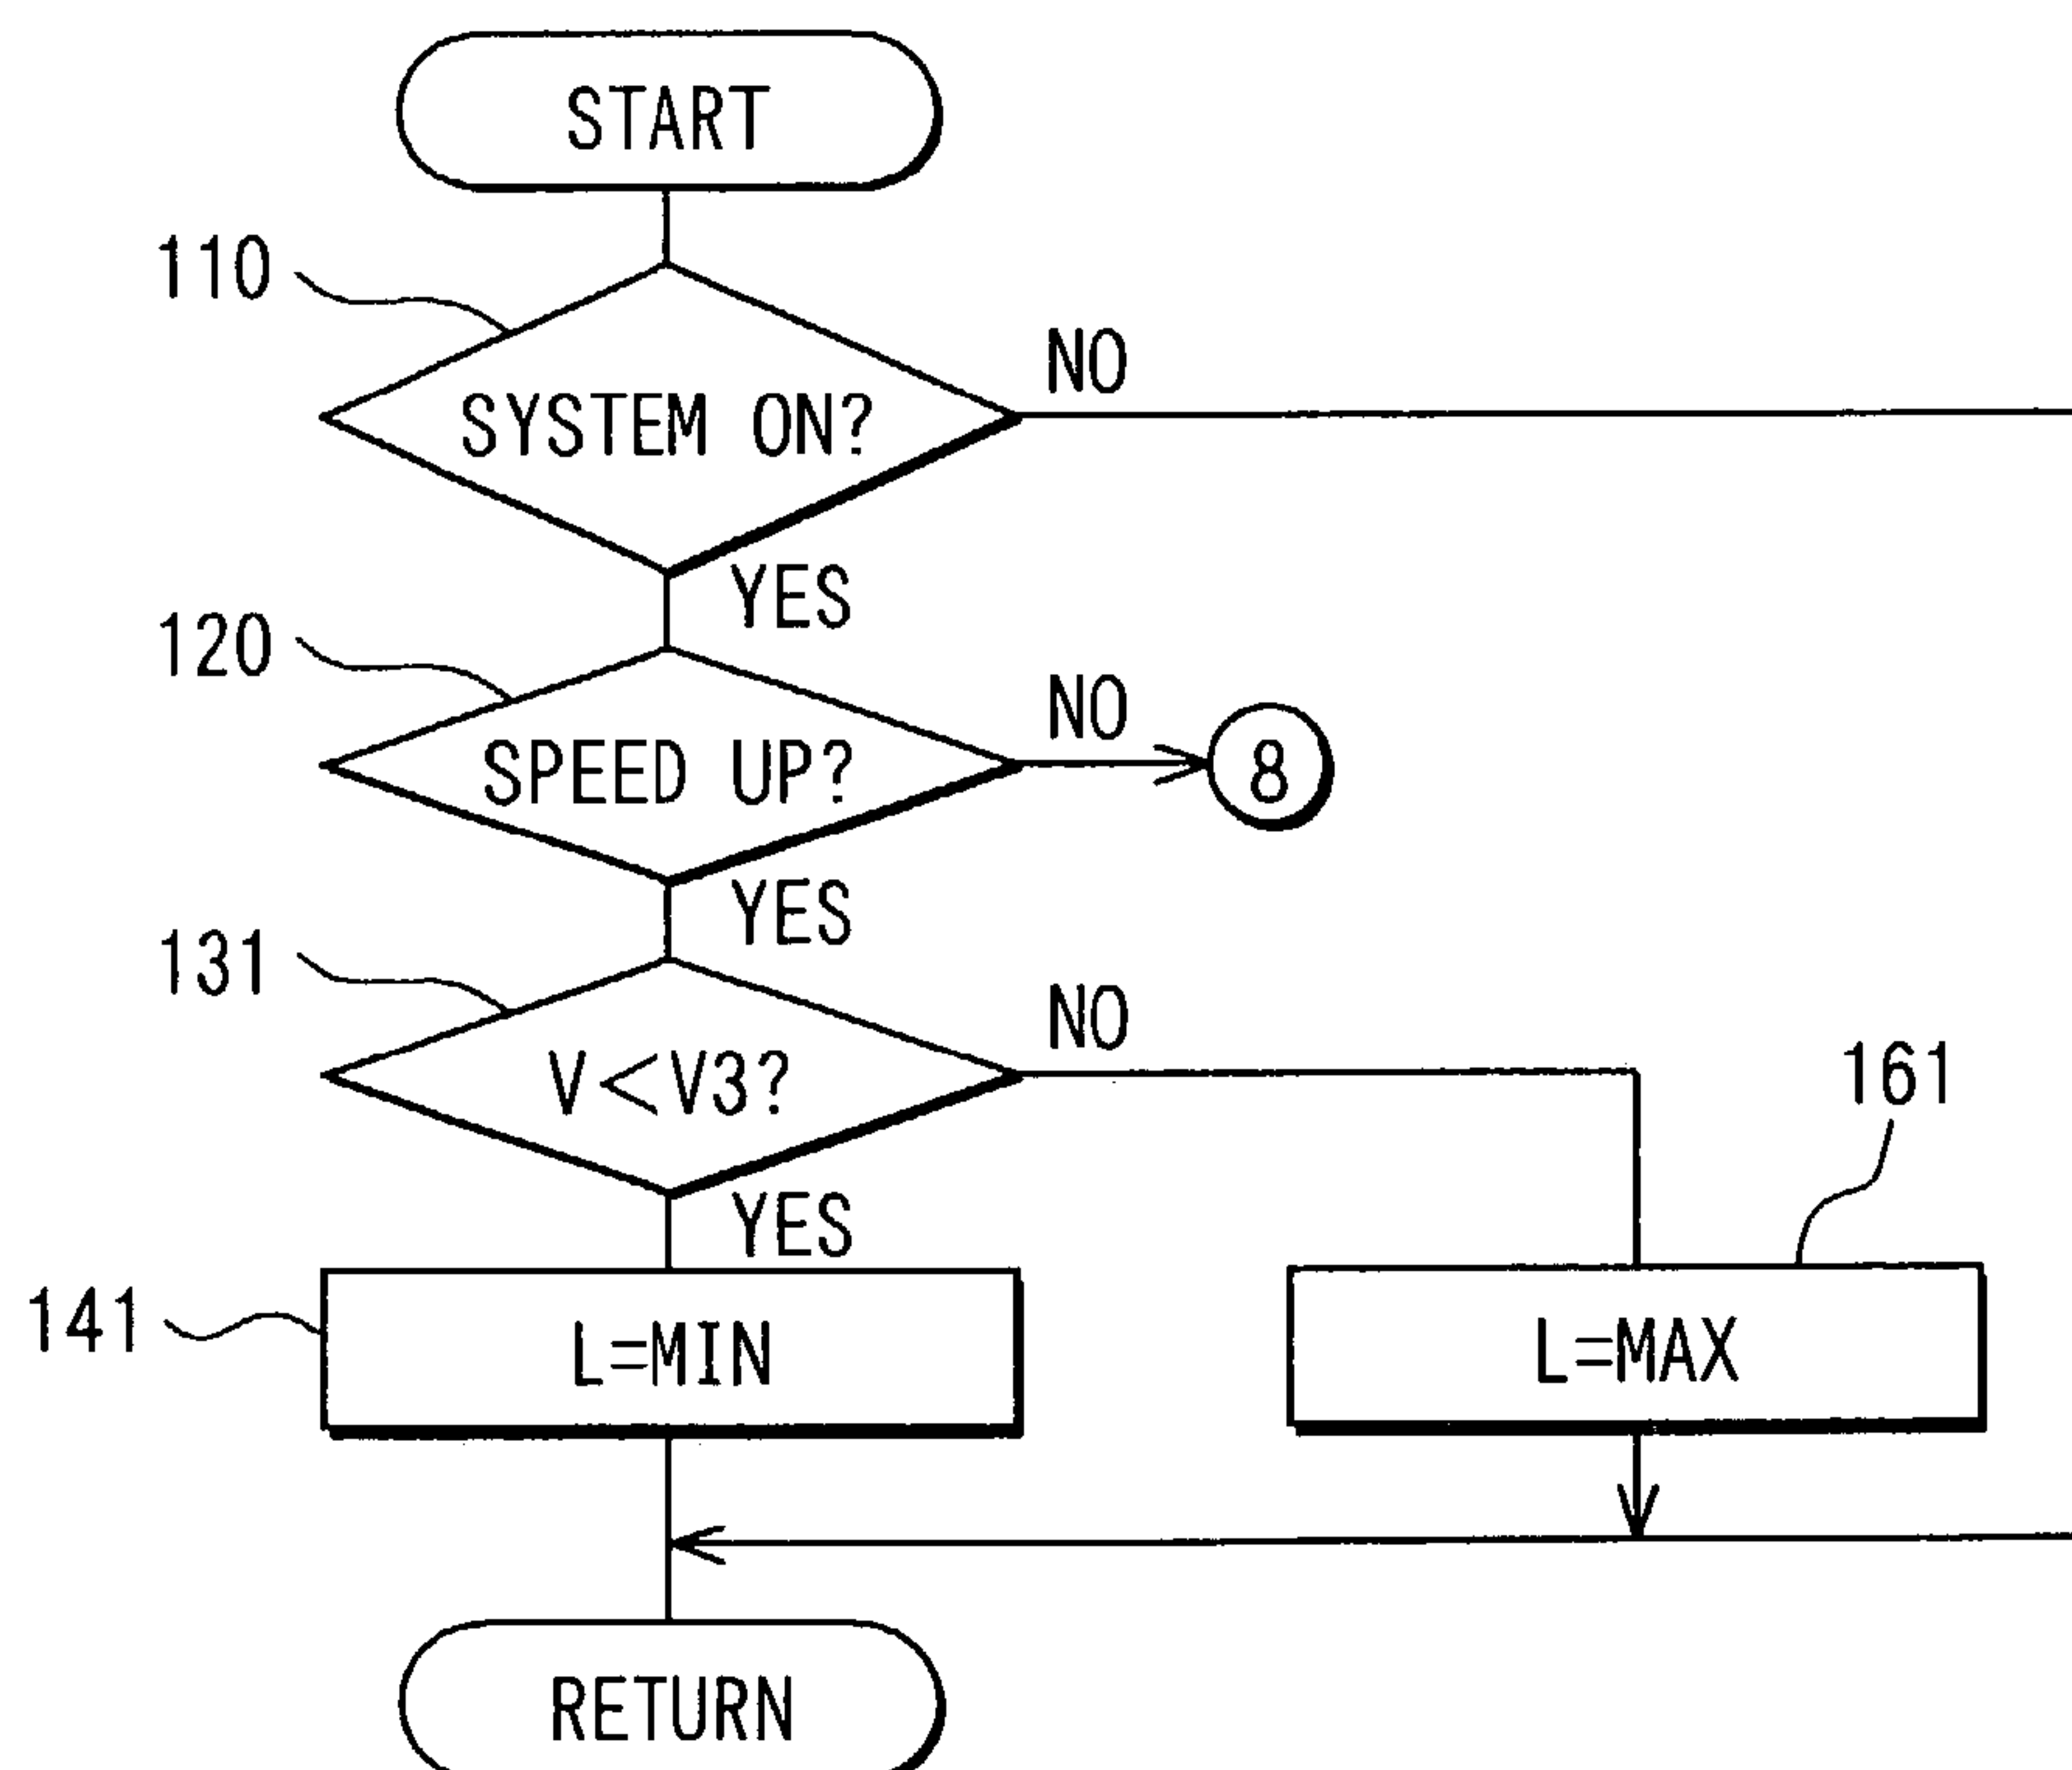 START
110
NO
SYSTEM ON?
YES
120
NO
SPEED UP?
8
YES
131
NO
V<V3?
161
YES
141
L=MIN
L=MAX
RETURN